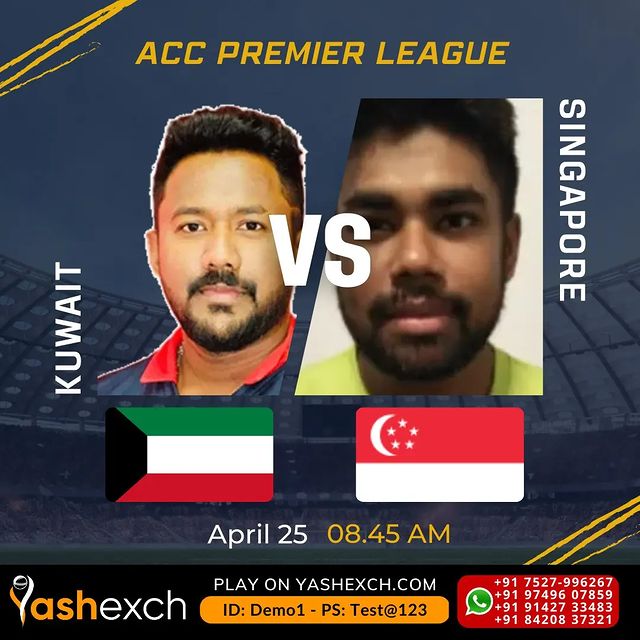 ACC PREMIER LEAGUE
KUWAIT
VS
SINGAPORE
April 25 08.45 AM
Yashexch
PLAY ON YASHEXCH.COM
ID: Demo1 - PS: Test@123
+91 7527-996267
+91 97496 07859
+91 91427 33483
+91 84208 37321